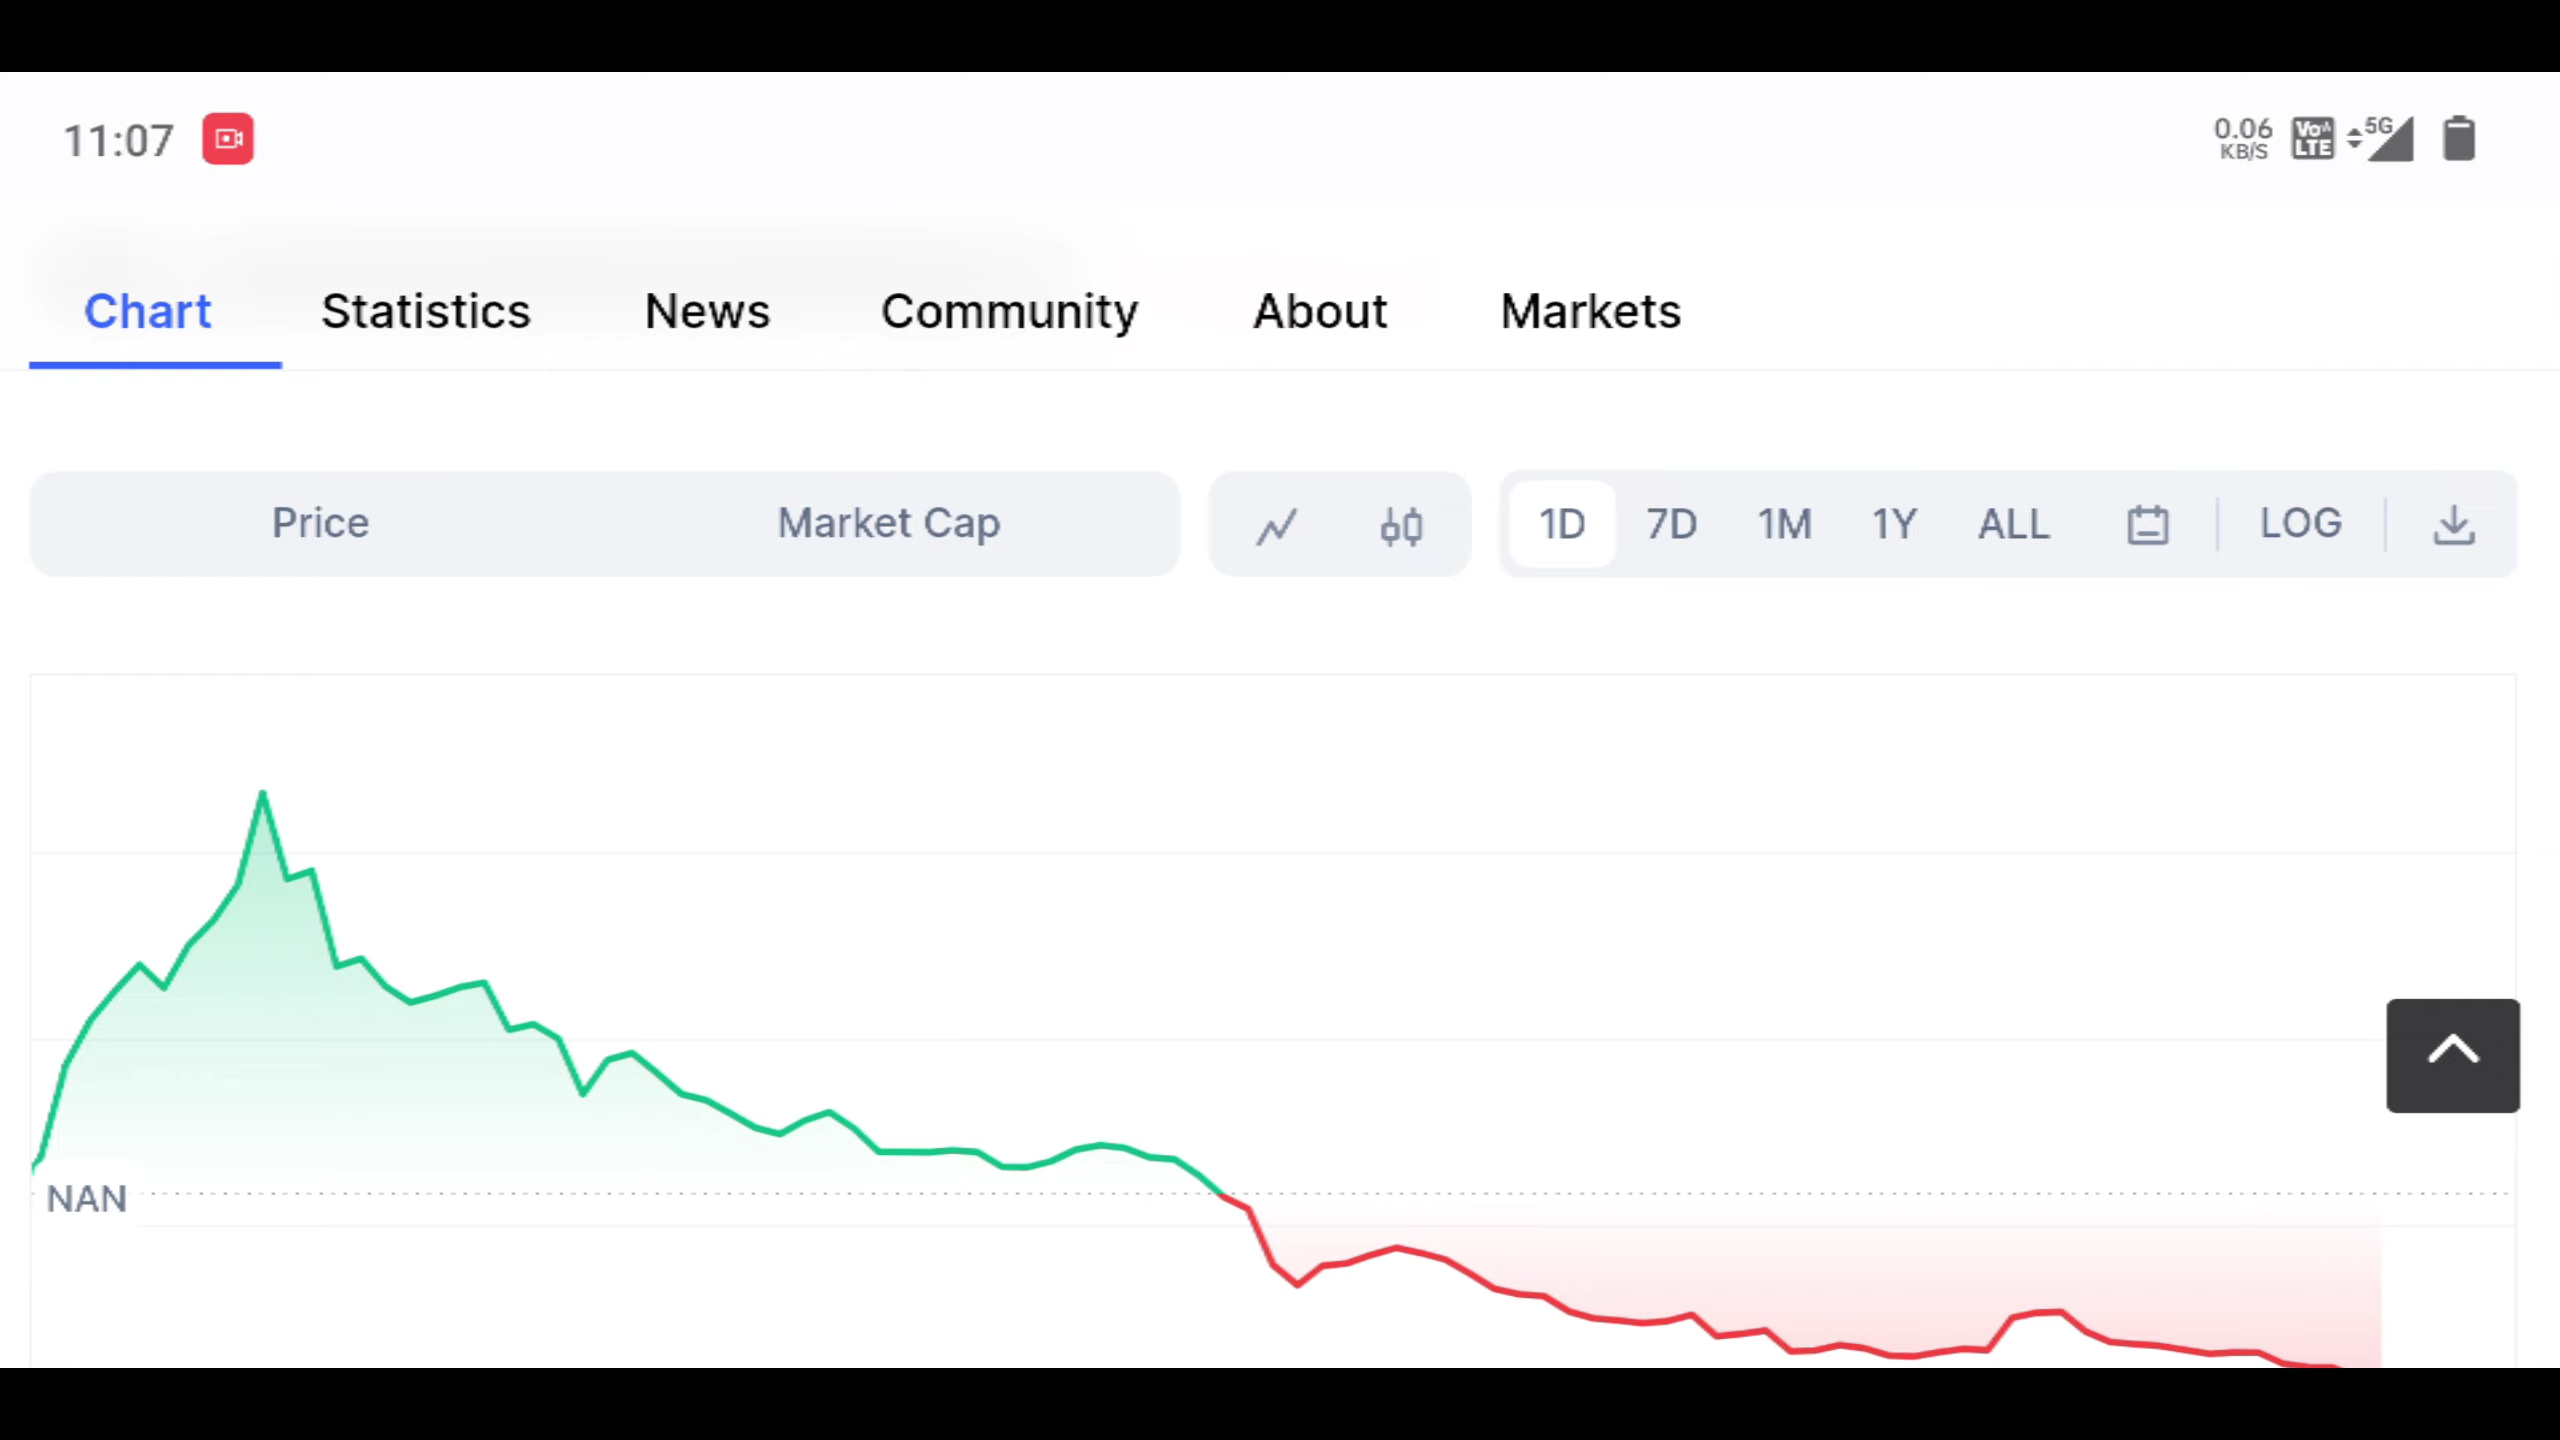 11:07
0.06 KB/S VoLTE 5G
Chart Statistics News Community About Markets
Price Market Cap 1D 7D 1M 1Y ALL LOG
NAN